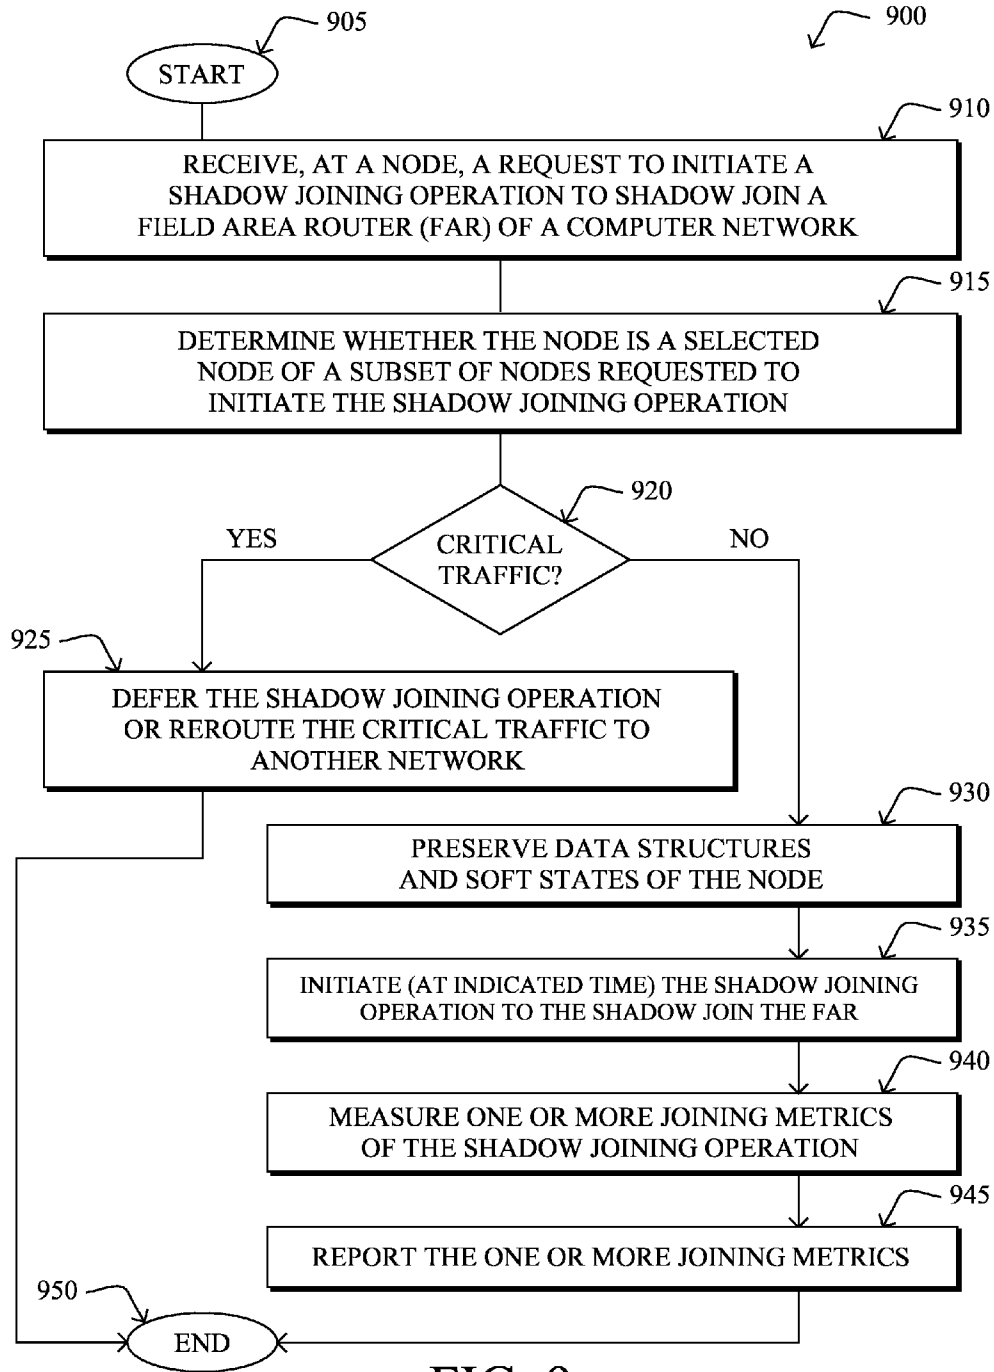 905
900
START
910
RECEIVE, AT A NODE, A REQUEST TO INITIATE A
SHADOW JOINING OPERATION TO SHADOW JOIN A
FIELD AREA ROUTER (FAR) OF A COMPUTER NETWORK
915
DETERMINE WHETHER THE NODE IS A SELECTED
NODE OF A SUBSET OF NODES REQUESTED TO
INITIATE THE SHADOW JOINING OPERATION
920
YES
CRITICAL
TRAFFIC?
NO
925
DEFER THE SHADOW JOINING OPERATION
OR REROUTE THE CRITICAL TRAFFIC TO
ANOTHER NETWORK
930
PRESERVE DATA STRUCTURES
AND SOFT STATES OF THE NODE
935
INITIATE (AT INDICATED TIME) THE SHADOW JOINING
OPERATION TO THE SHADOW JOIN THE FAR
940
MEASURE ONE OR MORE JOINING METRICS
OF THE SHADOW JOINING OPERATION
945
REPORT THE ONE OR MORE JOINING METRICS
950
END